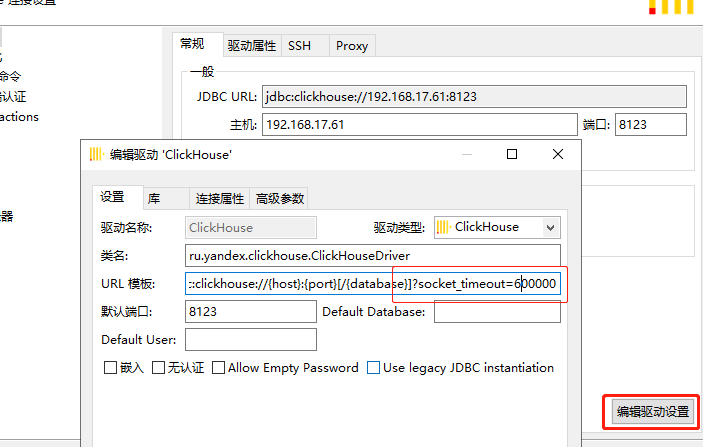 连接设置
常规 驱动属性 SSH Proxy
命令
认证
actions
器
一般
JDBC URL: jdbc:clickhouse://192.168.17.61:8123
主机: 192.168.17.61 端口: 8123
编辑驱动 'ClickHouse'
设置 库 连接属性 高级参数
驱动名称: ClickHouse 驱动类型: ClickHouse
类名: ru.yandex.clickhouse.ClickHouseDriver
URL 模板: ::clickhouse://{host}:{port}[/{database}]?socket_timeout=600000
默认端口: 8123 Default Database:
Default User:
嵌入 无认证 Allow Empty Password Use legacy JDBC instantiation
编辑驱动设置